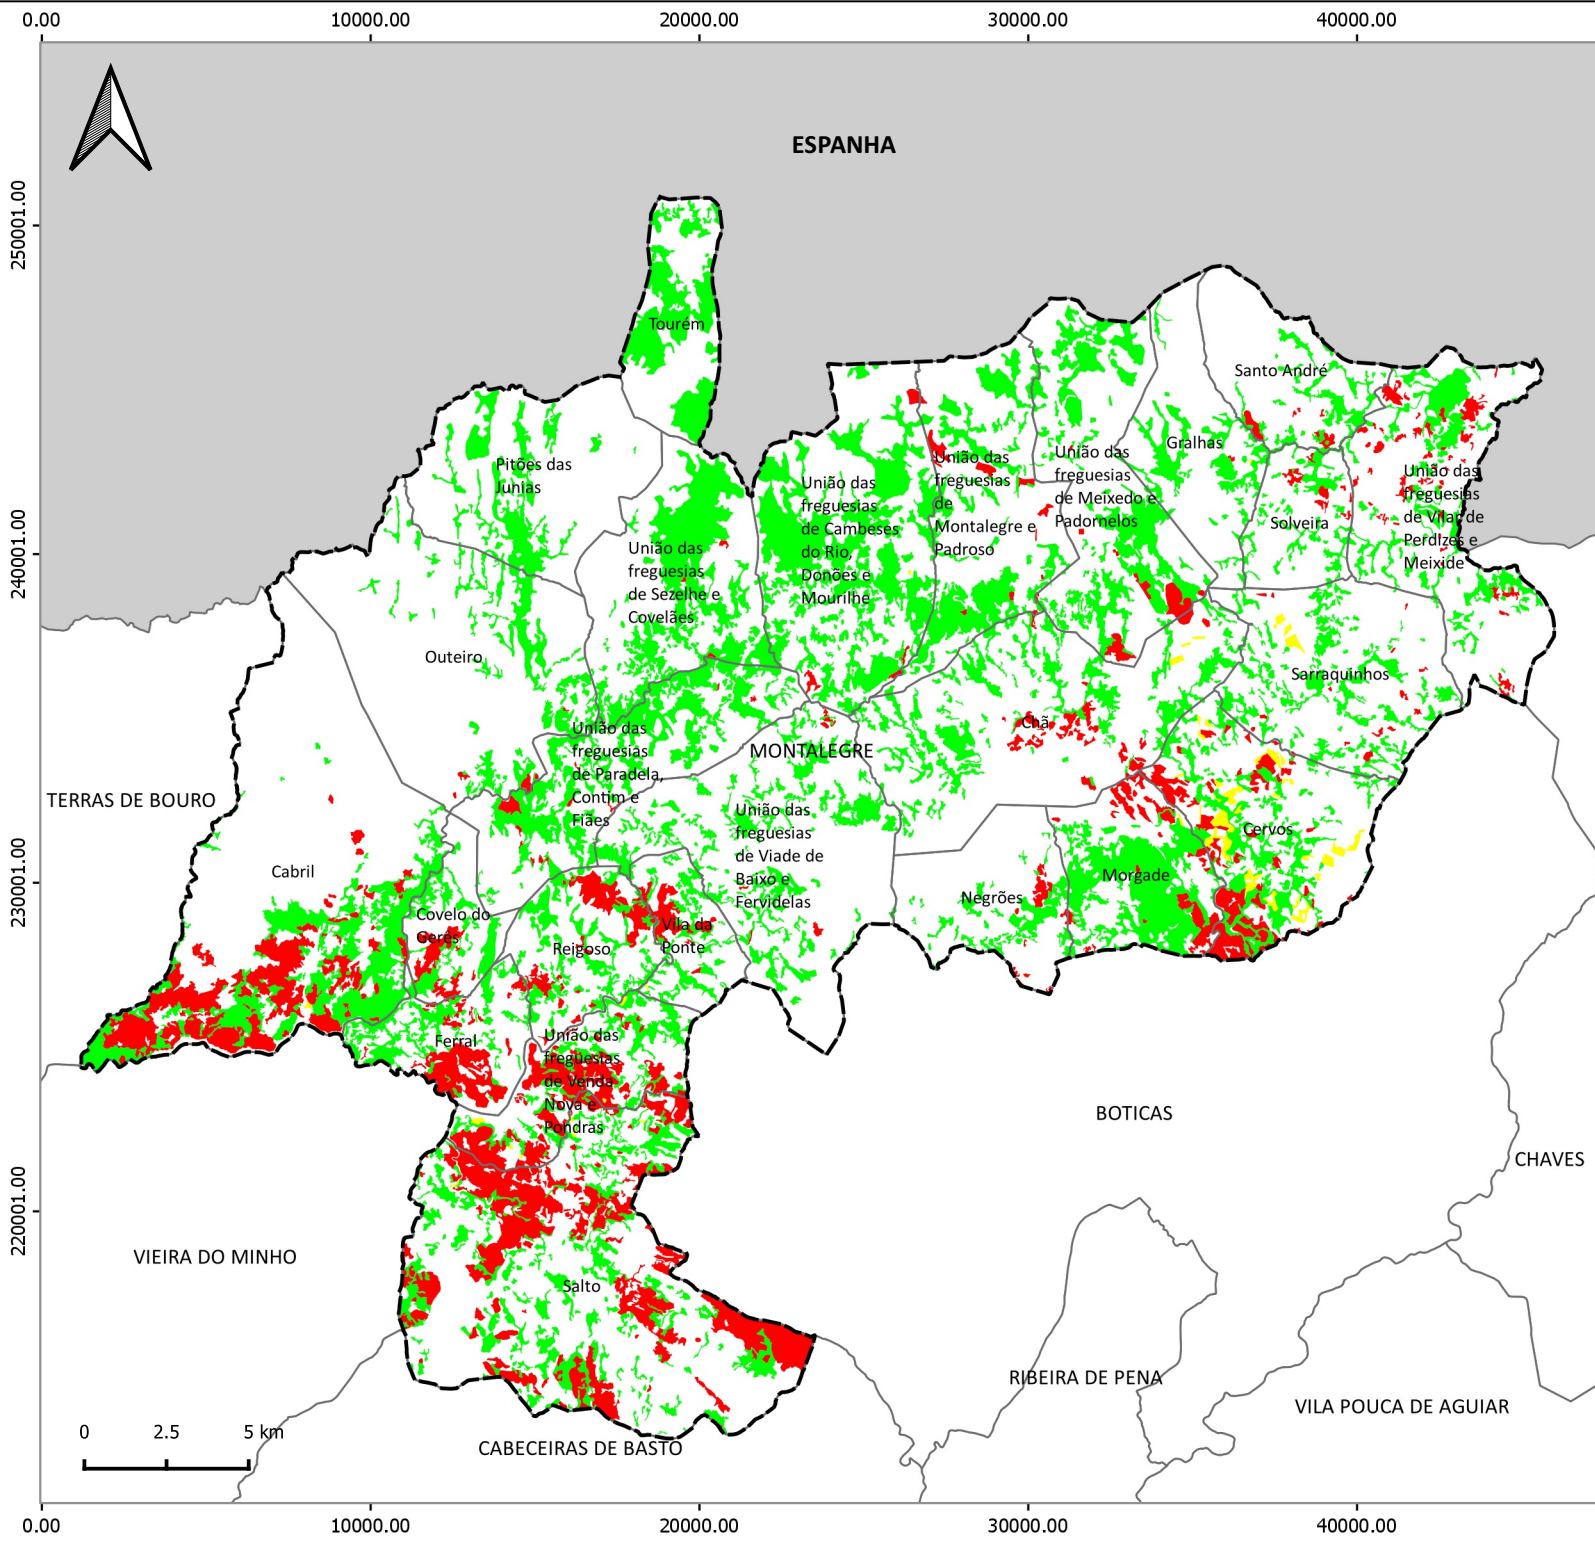 0.00 10000.00 20000.00 30000.00 40000.00
ESPANHA
250001.00
Tourém
Santo André
Gralhas
Pitões das
Júnias
União das
freguesias
de Cambeses
do Rio,
Donões e
Mourilhe
União das
freguesias
de
Montalegre e
Padroso
União das
freguesias
de Meixedo e
Padornelos
Solveira
União das
freguesias
de Vilar de
Perdizes e
Meixide
240001.00
União das
freguesias
de Sezelhe e
Covelães
Outeiro
Sarraquinhos
União das
freguesias
de Paradela,
Contim e
Fiães
Chã
MONTALEGRE
TERRAS DE BOURO
União das
freguesias
de Viade de
Baixo e
Fervidelas
Cervos
230001.00
Cabril
Morgade
Negrões
Covelo do
Gerês
Vila da
Ponte
Reigoso
Ferral
União das
freguesias
de Venda
Nova e
Pondras
BOTICAS
CHAVES
220001.00
VIEIRA DO MINHO
Salto
RIBEIRA DE PENA
VILA POUCA DE AGUIAR
0 2.5 5 km
CABECEIRAS DE BASTO
0.00 10000.00 20000.00 30000.00 40000.00